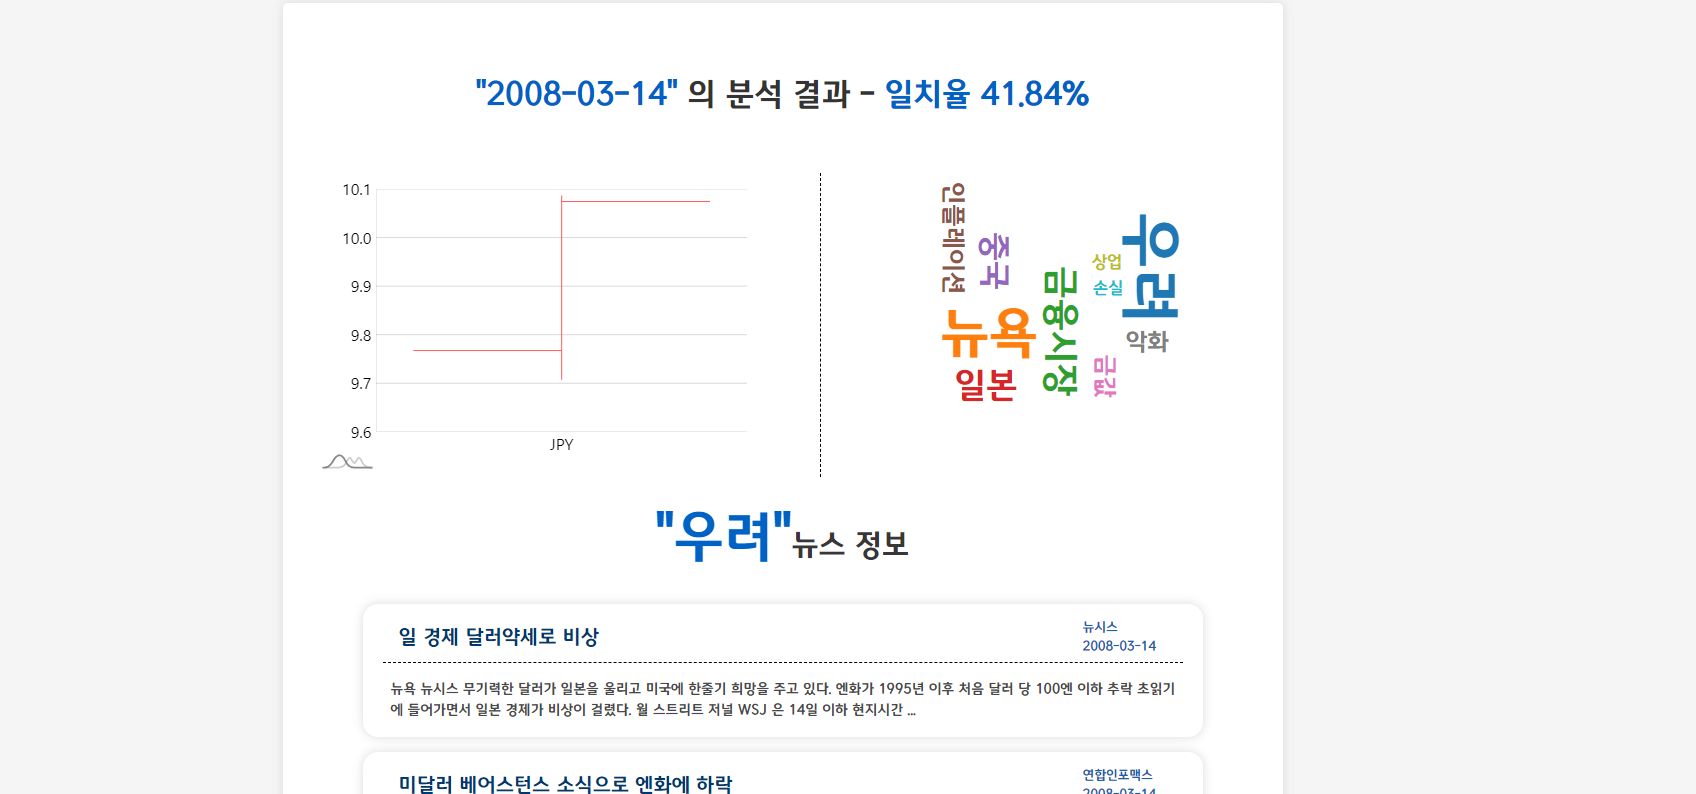 "2008-03-14" 의 분석 결과 - 일치율 41.84%
10.1
10.0
9.9
9.8
9.7
9.6
JPY
인플레이션
중국
뉴욕
일본
금융시장
상업
손실
우려
악화
금값
"우려"뉴스 정보
일 경제 달러약세로 비상
뉴시스
2008-03-14
뉴욕 뉴시스 무기력한 달러가 일본을 울리고 미국에 한줄기 희망을 주고 있다. 엔화가 1995년 이후 처음 달러 당 100엔 이하 추락 초읽기
에 들어가면서 일본 경제가 비상이 걸렸다. 월 스트리트 저널 WSJ 은 14일 이하 현지시간 ...
미달러 베어스턴스 소식으로 엔화에 하락
연합인포맥스
2008-03-14